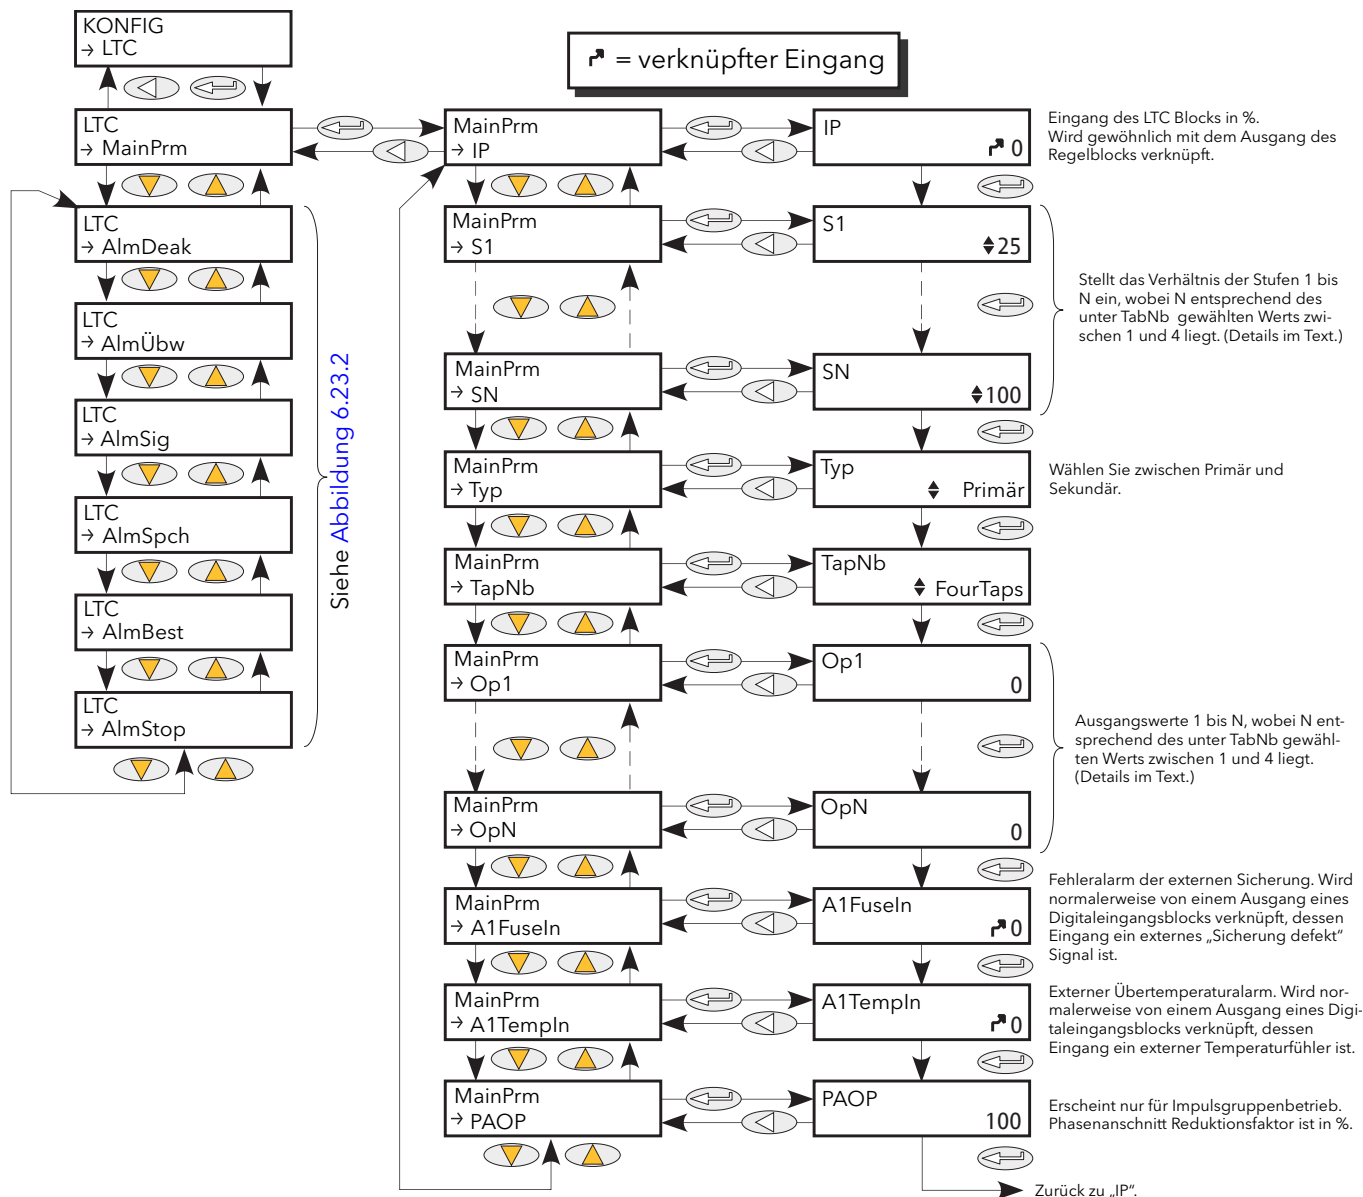 KONFIG
→ LTC
= verknüpfter Eingang
LTC
→ MainPrm
LTC
→ AlmDeak
LTC
→ AlmÜbw
LTC
→ AlmSig
LTC
→ AlmSpch
LTC
→ AlmBest
LTC
→ AlmStop
Siehe Abbildung 6.23.2
MainPrm
→ IP
IP
0
Eingang des LTC Blocks in %.
Wird gewöhnlich mit dem Ausgang des
Regelblocks verknüpft.
MainPrm
→ S1
S1
25
MainPrm
→ SN
SN
100
Stellt das Verhältnis der Stufen 1 bis
N ein, wobei N entsprechend des
unter TabNb gewählten Werts zwi-
schen 1 und 4 liegt. (Details im Text.)
MainPrm
→ Typ
Typ
Primär
Wählen Sie zwischen Primär und
Sekundär.
MainPrm
→ TapNb
TapNb
FourTaps
MainPrm
→ Op1
Op1
0
MainPrm
→ OpN
OpN
0
Ausgangswerte 1 bis N, wobei N ent-
sprechend des unter TabNb gewähl-
ten Werts zwischen 1 und 4 liegt.
(Details im Text.)
MainPrm
→ A1FuseIn
A1FuseIn
0
Fehleralarm der externen Sicherung. Wird
normalerweise von einem Ausgang eines
Digitaleingangsblocks verknüpft, dessen
Eingang ein externes „Sicherung defekt“
Signal ist.
MainPrm
→ A1TempIn
A1TempIn
0
Externer Übertemperaturalarm. Wird nor-
malerweise von einem Ausgang eines Digi-
taleingangsblocks verknüpft, dessen
Eingang ein externer Temperaturfühler ist.
MainPrm
→ PAOP
PAOP
100
Erscheint nur für Impulsgruppenbetrieb.
Phasenanschnitt Reduktionsfaktor ist in %.
Zurück zu „IP“.